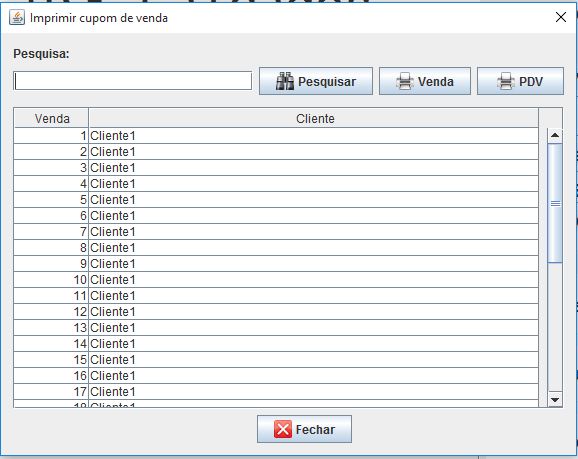 Imprimir cupom de venda
Pesquisa:
Pesquisar Venda PDV
Venda Cliente
1 Cliente1
2 Cliente1
3 Cliente1
4 Cliente1
5 Cliente1
6 Cliente1
7 Cliente1
8 Cliente1
9 Cliente1
10 Cliente1
11 Cliente1
12 Cliente1
13 Cliente1
14 Cliente1
15 Cliente1
16 Cliente1
17 Cliente1
18 Cliente1
Fechar